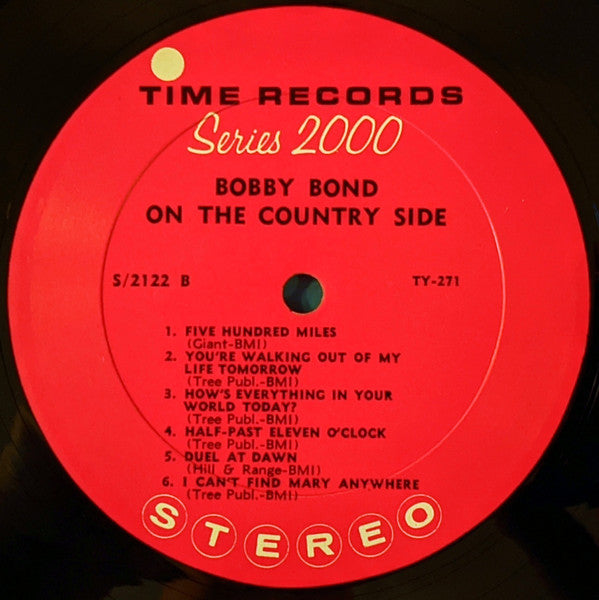 TIME RECORDS
Series 2000
BOBBY BOND
ON THE COUNTRY SIDE
S/2122 B
TY-271
1. FIVE HUNDRED MILES
(Giant-BMI)
2. YOU'RE WALKING OUT OF MY
LIFE TOMORROW
(Tree Publ.-BMI)
3. HOW'S EVERYTHING IN YOUR
WORLD TODAY?
(Tree Publ.-BMI)
4. HALF-PAST ELEVEN O'CLOCK
(Tree Publ.-BMI)
5. DUEL AT DAWN
(Hill & Range-BMI)
6. I CAN'T FIND MARY ANYWHERE
(Tree Publ.-BMI)
STEREO